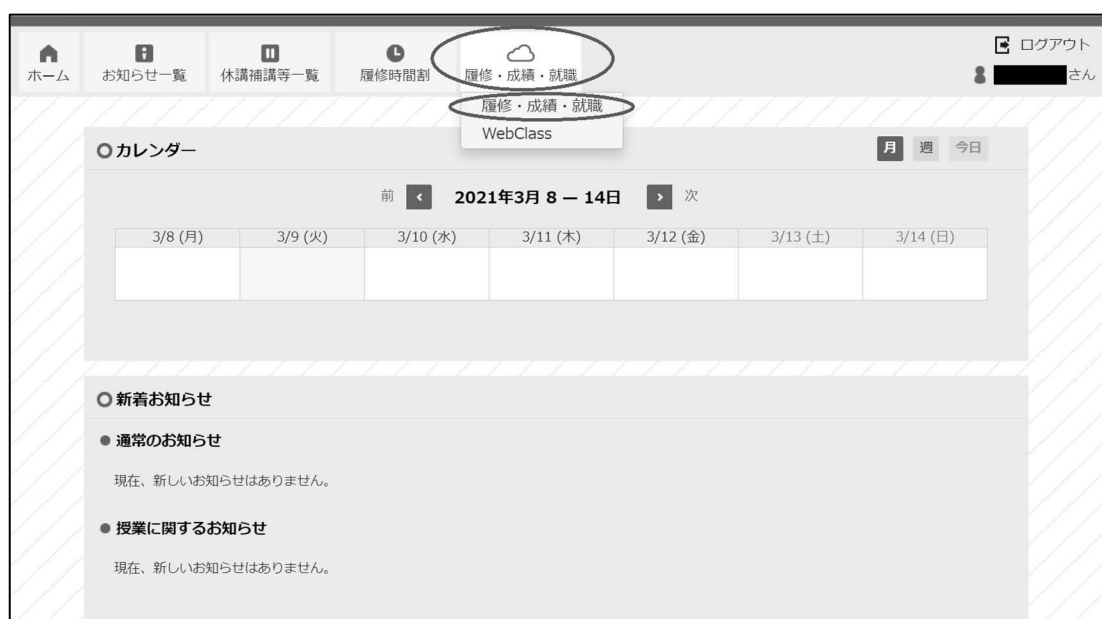 ログアウト
さん
ホーム
お知らせ一覧
休講補講等一覧
履修時間割
履修・成績・就職
履修・成績・就職
WebClass
カレンダー
月 週 今日
前 2021年3月 8 — 14日 次
3/8 (月) 3/9 (火) 3/10 (水) 3/11 (木) 3/12 (金) 3/13 (土) 3/14 (日)
新着お知らせ
通常のお知らせ
現在、新しいお知らせはありません。
授業に関するお知らせ
現在、新しいお知らせはありません。